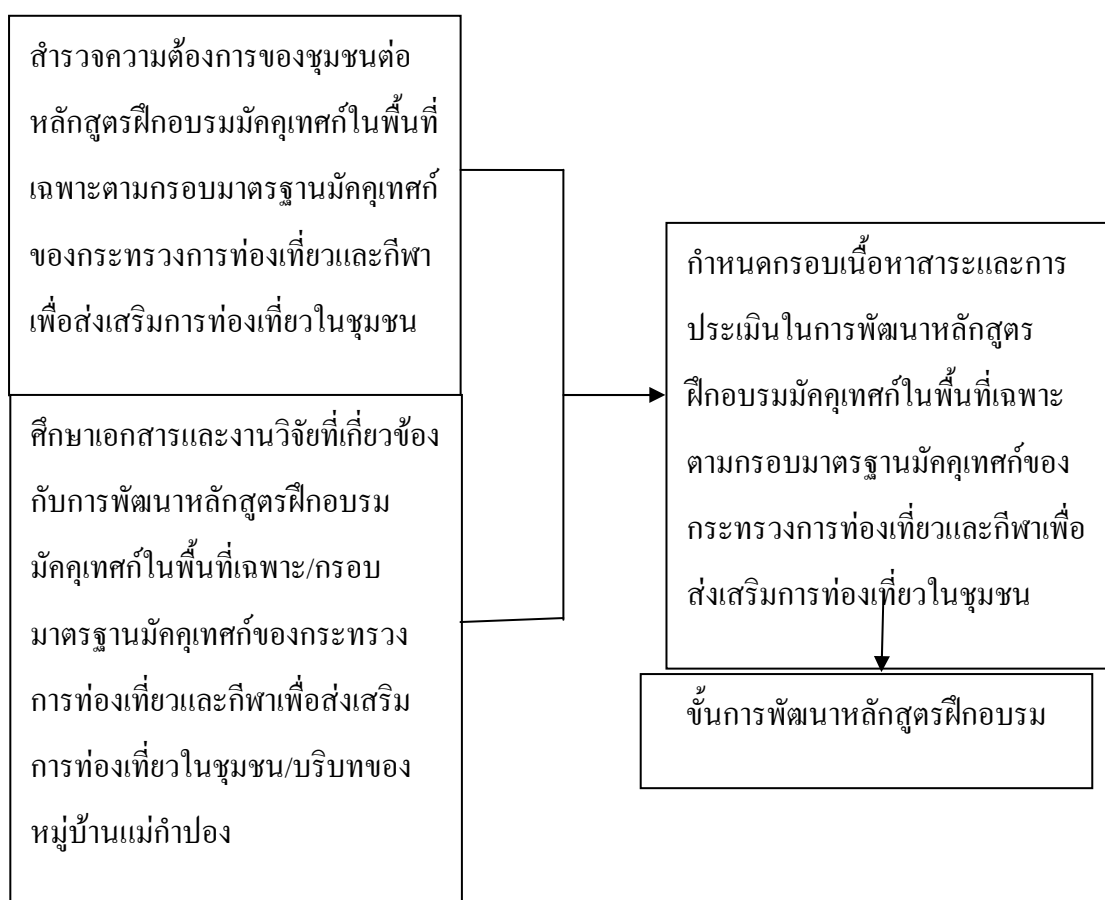 สำรวจความต้องการของชุมชนต่อ
หลักสูตรฝึกอบรมมัคคุเทศก์ในพื้นที่
เฉพาะตามกรอบมาตรฐานมัคคุเทศก์
ของกระทรวงการท่องเที่ยวและกีฬา
เพื่อส่งเสริมการท่องเที่ยวในชุมชน
ศึกษาเอกสารและงานวิจัยที่เกี่ยวข้อง
กับการพัฒนาหลักสูตรฝึกอบรม
มัคคุเทศก์ในพื้นที่เฉพาะ/กรอบ
มาตรฐานมัคคุเทศก์ของกระทรวง
การท่องเที่ยวและกีฬาเพื่อส่งเสริม
การท่องเที่ยวในชุมชน/บริบทของ
หมู่บ้านแม่กำปอง
กำหนดกรอบเนื้อหาสาระและการ
ประเมินในการพัฒนาหลักสูตร
ฝึกอบรมมัคคุเทศก์ในพื้นที่เฉพาะ
ตามกรอบมาตรฐานมัคคุเทศก์ของ
กระทรวงการท่องเที่ยวและกีฬาเพื่อ
ส่งเสริมการท่องเที่ยวในชุมชน
ขั้นการพัฒนาหลักสูตรฝึกอบรม